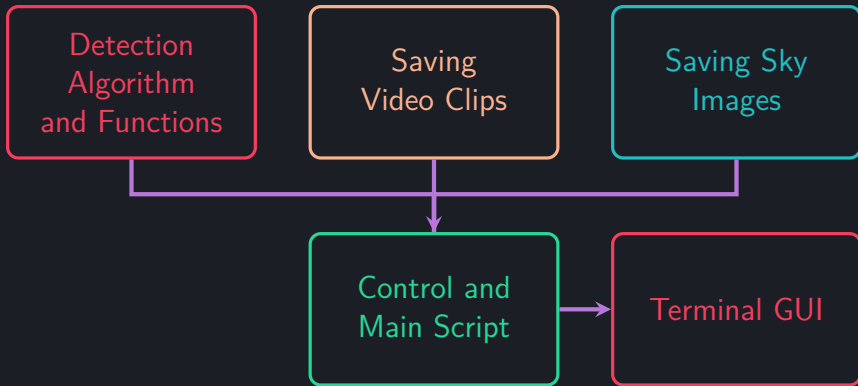 Detection
Algorithm
and Functions
Saving
Video Clips
Saving Sky
Images
Control and
Main Script
Terminal GUI